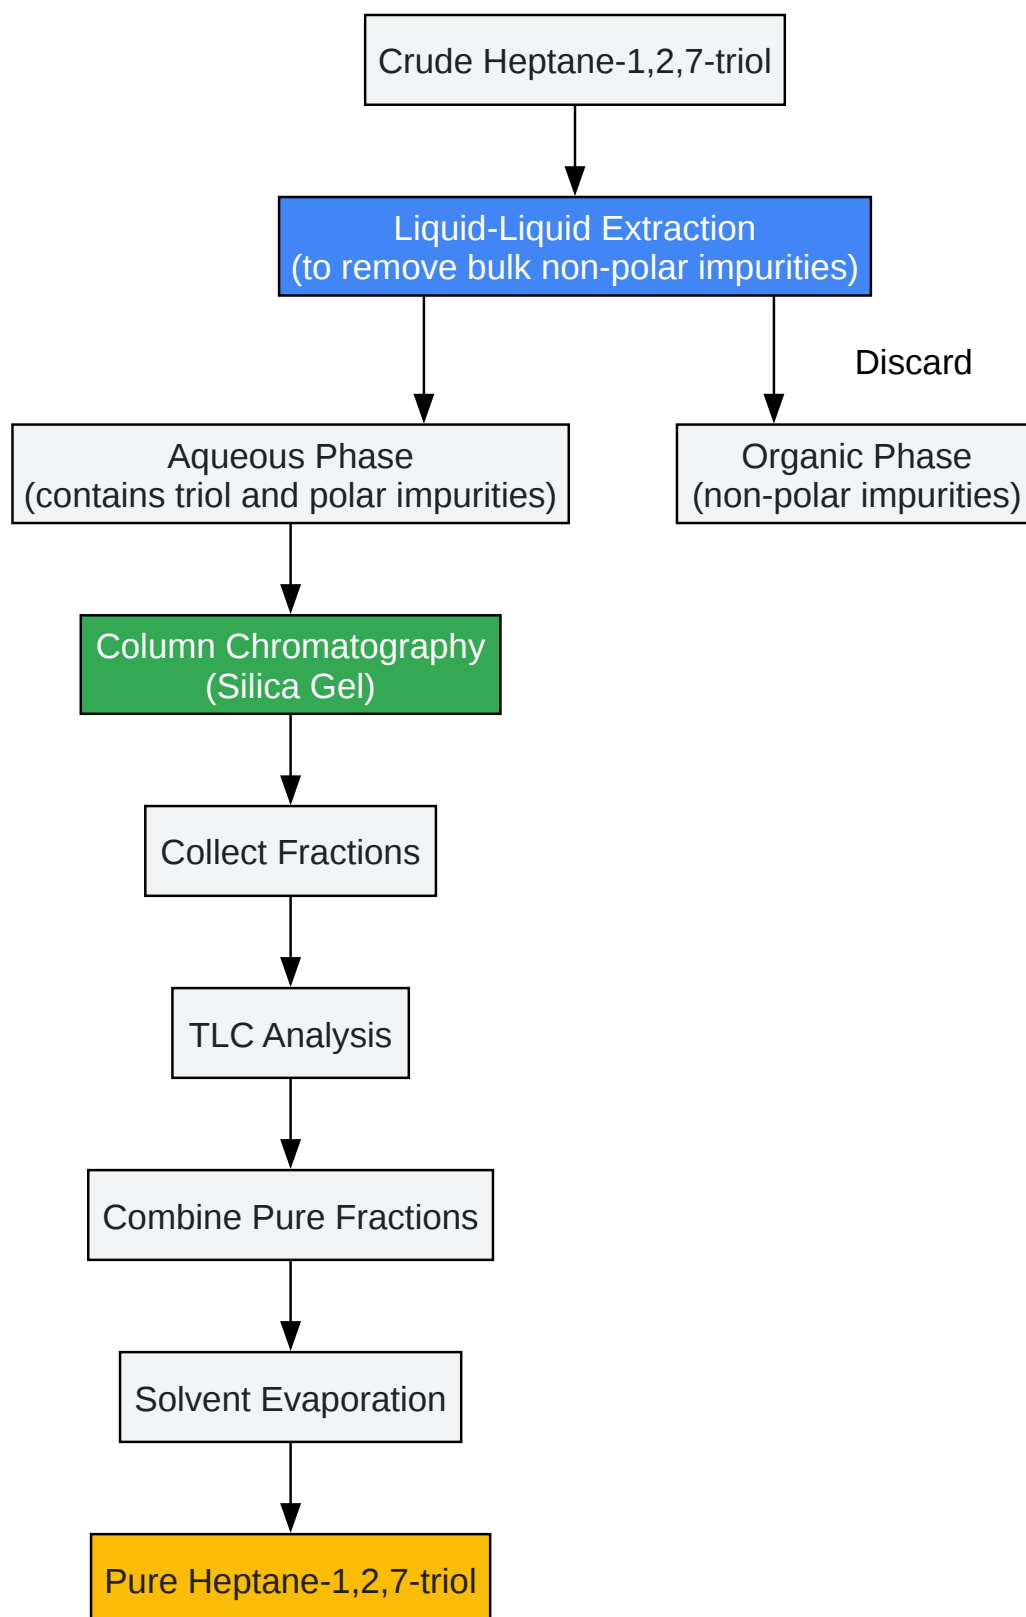 Crude Heptane-1,2,7-triol
Liquid-Liquid Extraction
(to remove bulk non-polar impurities)
Discard
Aqueous Phase
(contains triol and polar impurities)
Organic Phase
(non-polar impurities)
Column Chromatography
(Silica Gel)
Collect Fractions
TLC Analysis
Combine Pure Fractions
Solvent Evaporation
Pure Heptane-1,2,7-triol